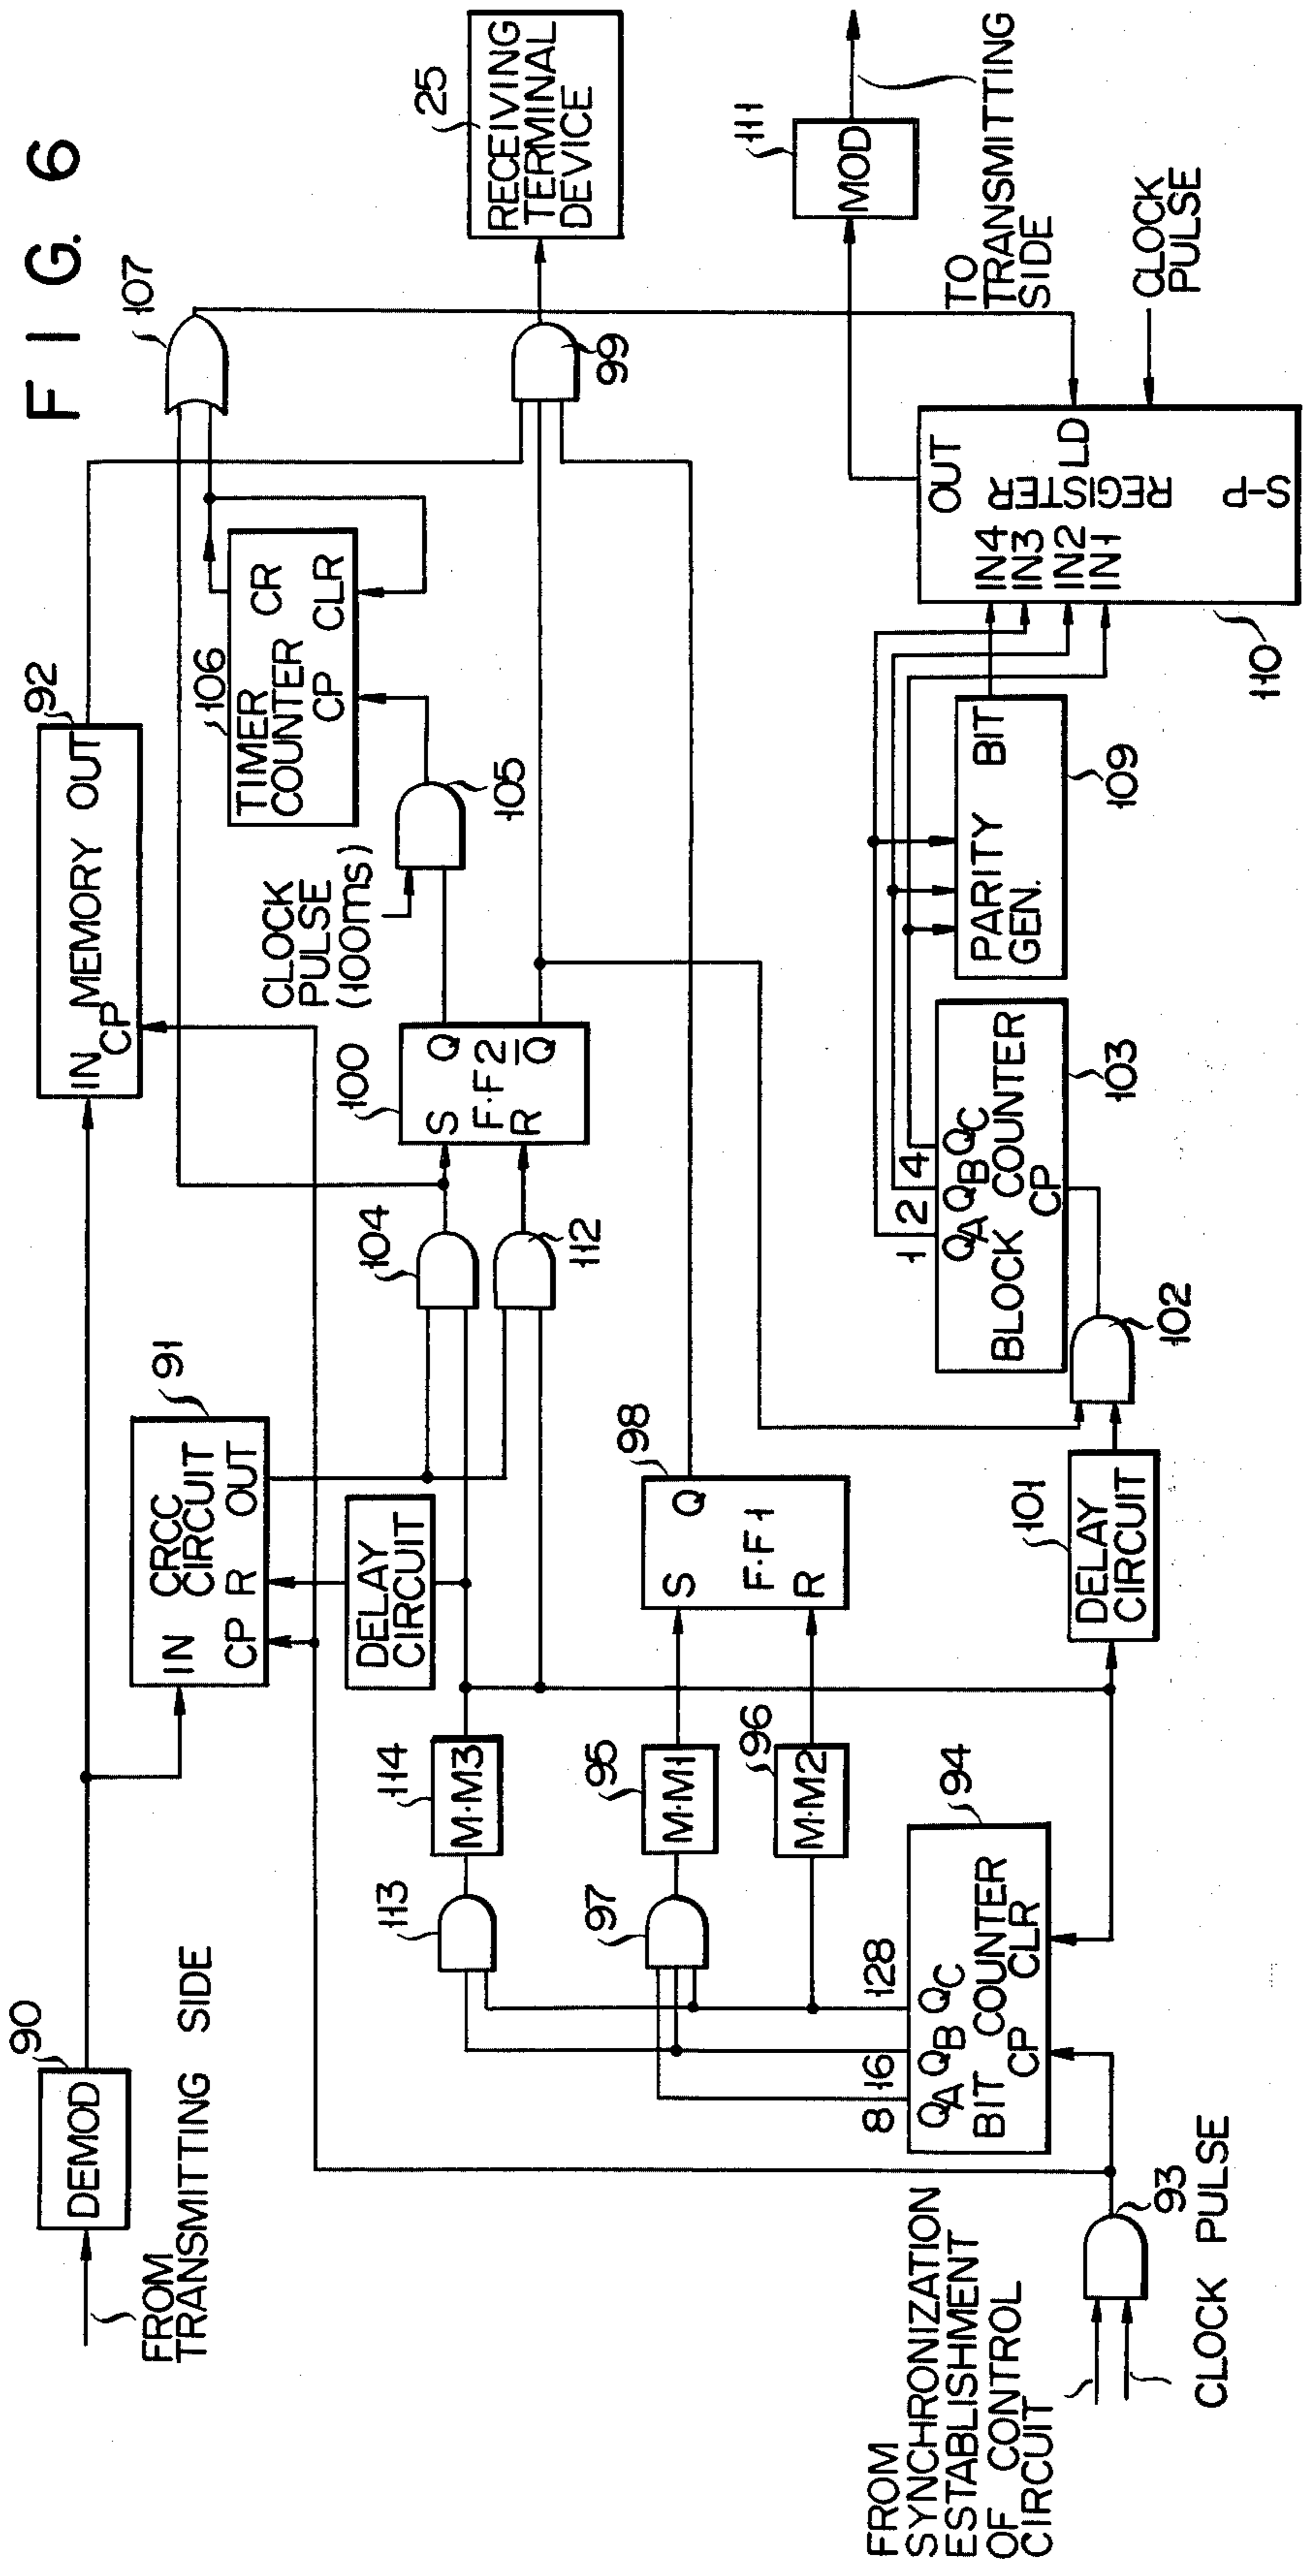 FIG. 6
90
DEMOD
FROM
TRANSMITTING SIDE
91
IN CRCC
CIRCUIT
CP R OUT
92
IN MEMORY OUT
CP
107
25
RECEIVING
TERMINAL
DEVICE
106
TIMER CR
COUNTER
CP CLR
CLOCK
PULSE
(100ms)
105
100
S Q
F·F2
R Q̅
104
112
99
DELAY
CIRCUIT
113
114
M·M3
97
95
M·M1
96
M·M2
98
S Q
F·F1
R
94
8 16 128
QA QB QC
BIT COUNTER
CP CLR
FROM
SYNCHRONIZATION
ESTABLISHMENT
OF CONTROL
CIRCUIT
93
CLOCK PULSE
101
DELAY
CIRCUIT
102
1 2 4
QA QB QC
BLOCK COUNTER
CP
103
PARITY BIT
GEN.
109
OUT
IN4
IN3
IN2
IN1
LD
S-P
REGISTER
110
111
MOD
TO
TRANSMITTING
SIDE
CLOCK
PULSE